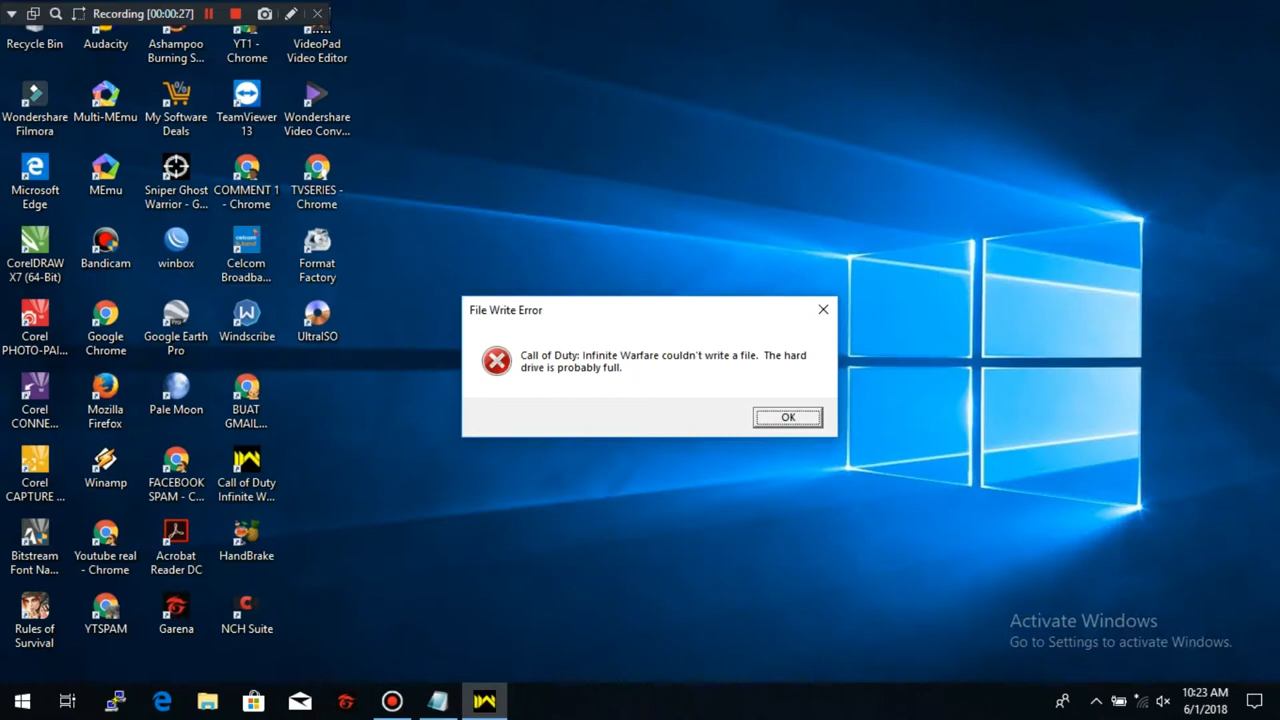 Recording [00:00:27]
Recycle Bin
Audacity
Ashampoo
Burning S...
YT1 -
Chrome
VideoPad
Video Editor
Wondershare
Filmora
Multi-MEmu
My Software
Deals
TeamViewer
13
Wondershare
Video Conv...
Microsoft
Edge
MEmu
Sniper Ghost
Warrior - G...
COMMENT 1
- Chrome
TVSERIES -
Chrome
CorelDRAW
X7 (64-Bit)
Bandicam
winbox
Celcom
Broadba...
Format
Factory
Corel
PHOTO-PAI...
Google
Chrome
Google Earth
Pro
Windscribe
UltraISO
File Write Error
Call of Duty: Infinite Warfare couldn't write a file. The hard
drive is probably full.
OK
Corel
CONNE...
Mozilla
Firefox
Pale Moon
BUAT
GMAIL...
Corel
CAPTURE ...
Winamp
FACEBOOK
SPAM - C...
Call of Duty
Infinite W...
Bitstream
Font Na...
Youtube real
- Chrome
Acrobat
Reader DC
HandBrake
Rules of
Survival
YTSPAM
Garena
NCH Suite
Activate Windows
Go to Settings to activate Windows.
10:23 AM
6/1/2018